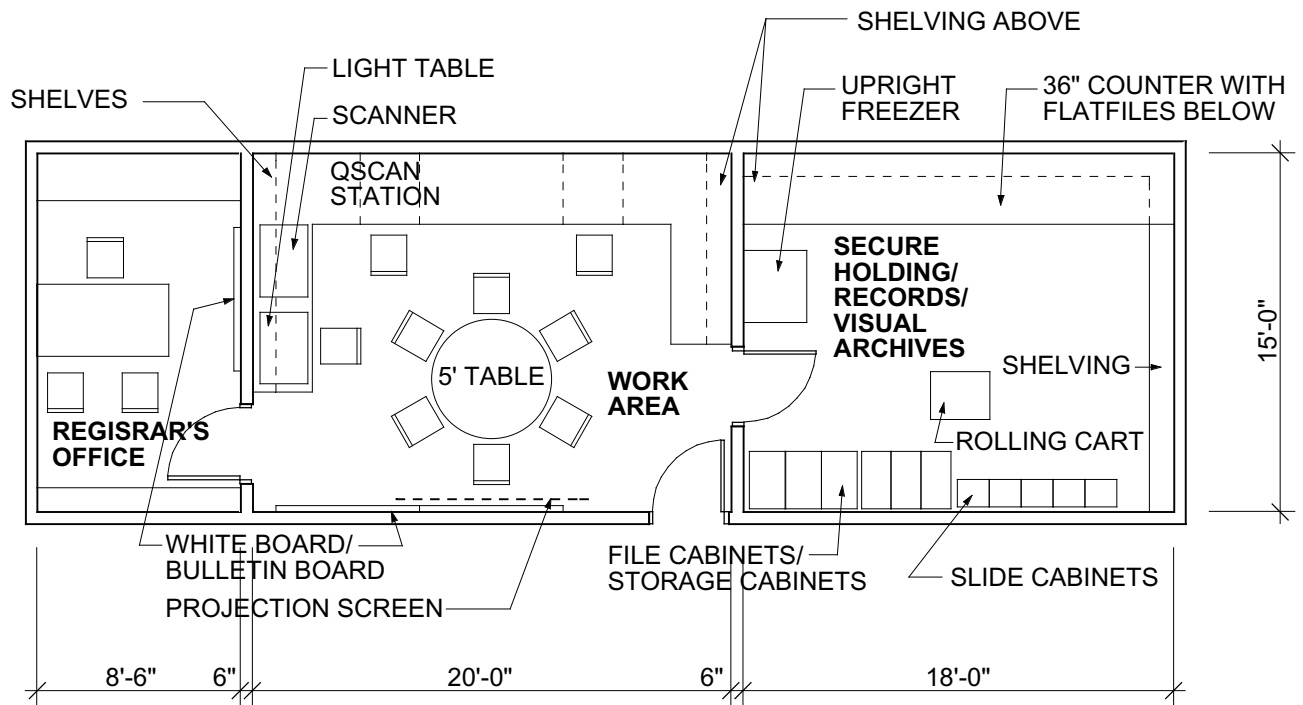 SHELVING ABOVE
LIGHT TABLE
SHELVES
UPRIGHT
FREEZER
36" COUNTER WITH
FLATFILES BELOW
SCANNER
QSCAN
STATION
SECURE
HOLDING/
RECORDS/
VISUAL
ARCHIVES
15'-0"
SHELVING
5' TABLE
WORK
AREA
REGISRAR'S
OFFICE
ROLLING CART
WHITE BOARD/
BULLETIN BOARD
FILE CABINETS/
STORAGE CABINETS
SLIDE CABINETS
PROJECTION SCREEN
8'-6"
6"
20'-0"
6"
18'-0"